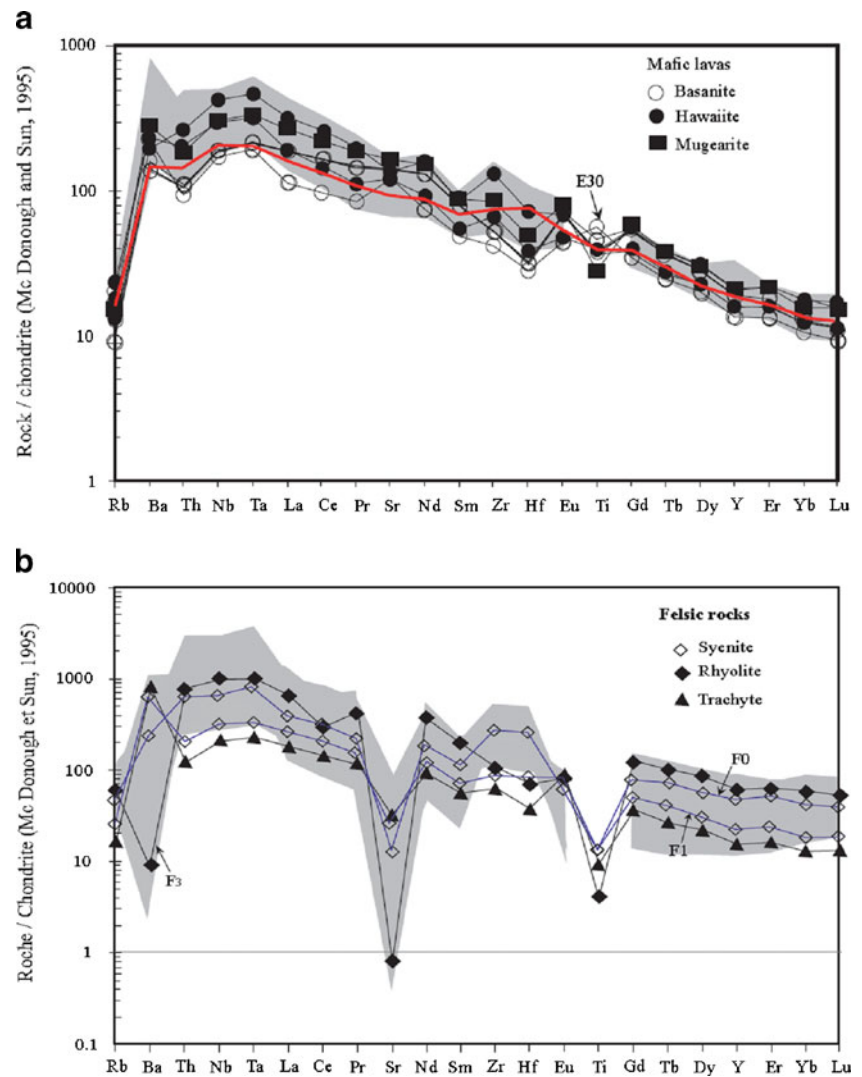 a
1000
100
10
1
Rock / chondrite (Mc Donough and Sun, 1995)
Mafic lavas
Basanite
Hawaiite
Mugearite
E30
Rb Ba Th Nb Ta La Ce Pr Sr Nd Sm Zr Hf Eu Ti Gd Tb Dy Y Er Yb Lu
b
10000
1000
100
10
1
0.1
Roche / Chondrite (Mc Donough et Sun, 1995)
Felsic rocks
Syenite
Rhyolite
Trachyte
F0
F1
F3
Rb Ba Th Nb Ta La Ce Pr Sr Nd Sm Zr Hf Eu Ti Gd Tb Dy Y Er Yb Lu